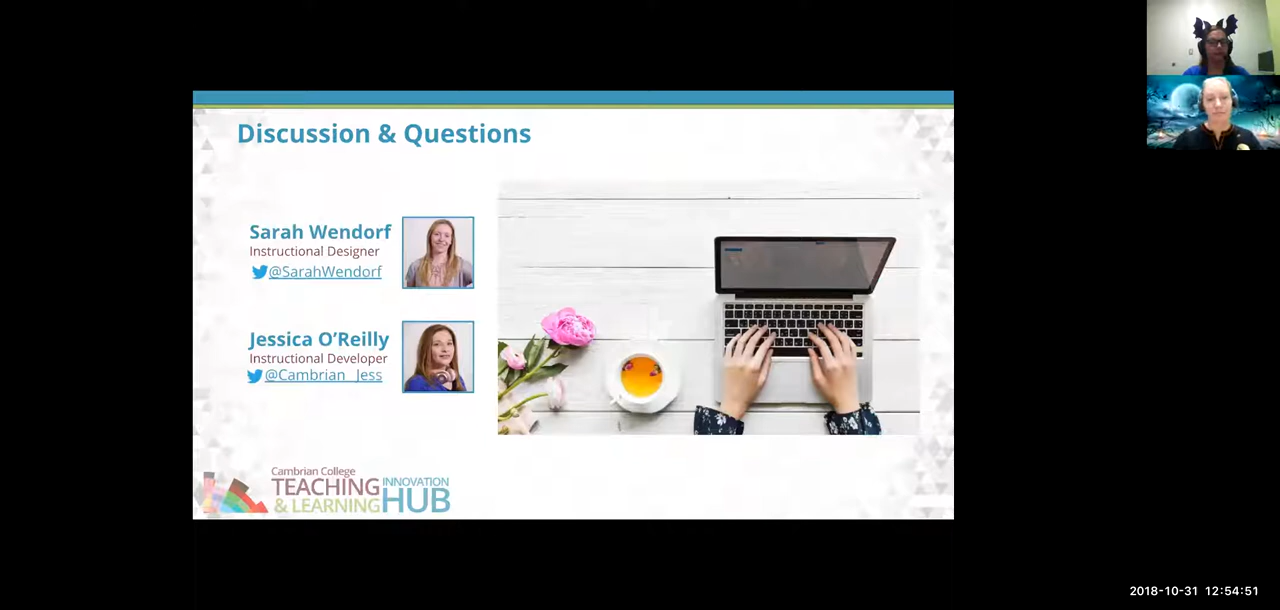 Discussion & Questions
Sarah Wendorf
Instructional Designer
@SarahWendorf
Jessica O'Reilly
Instructional Developer
@Cambrian_Jess
Cambrian College
TEACHING
& LEARNING
INNOVATION
HUB
2018-10-31 12:54:51